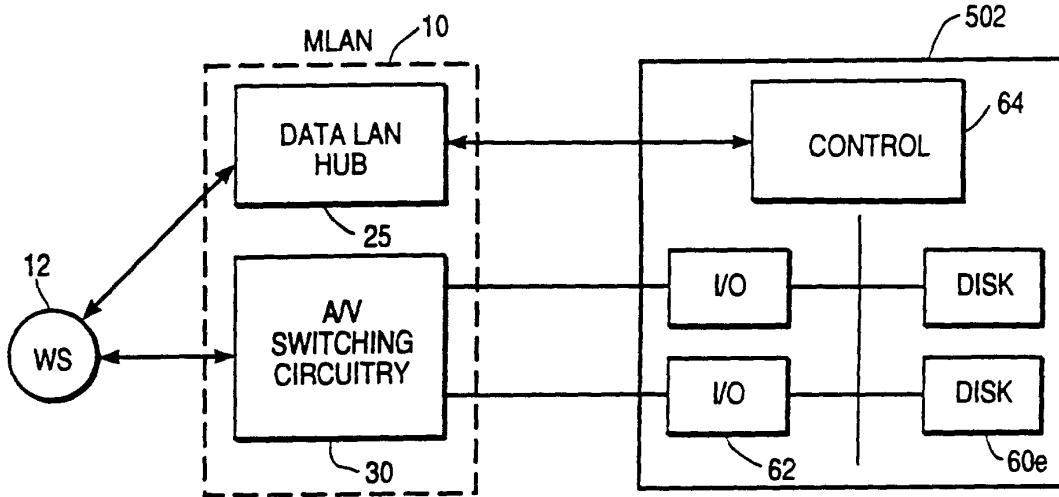 MLAN
10
502
DATA LAN
HUB
25
CONTROL
64
12
WS
A/V
SWITCHING
CIRCUITRY
30
I/O
DISK
I/O
DISK
62
60e